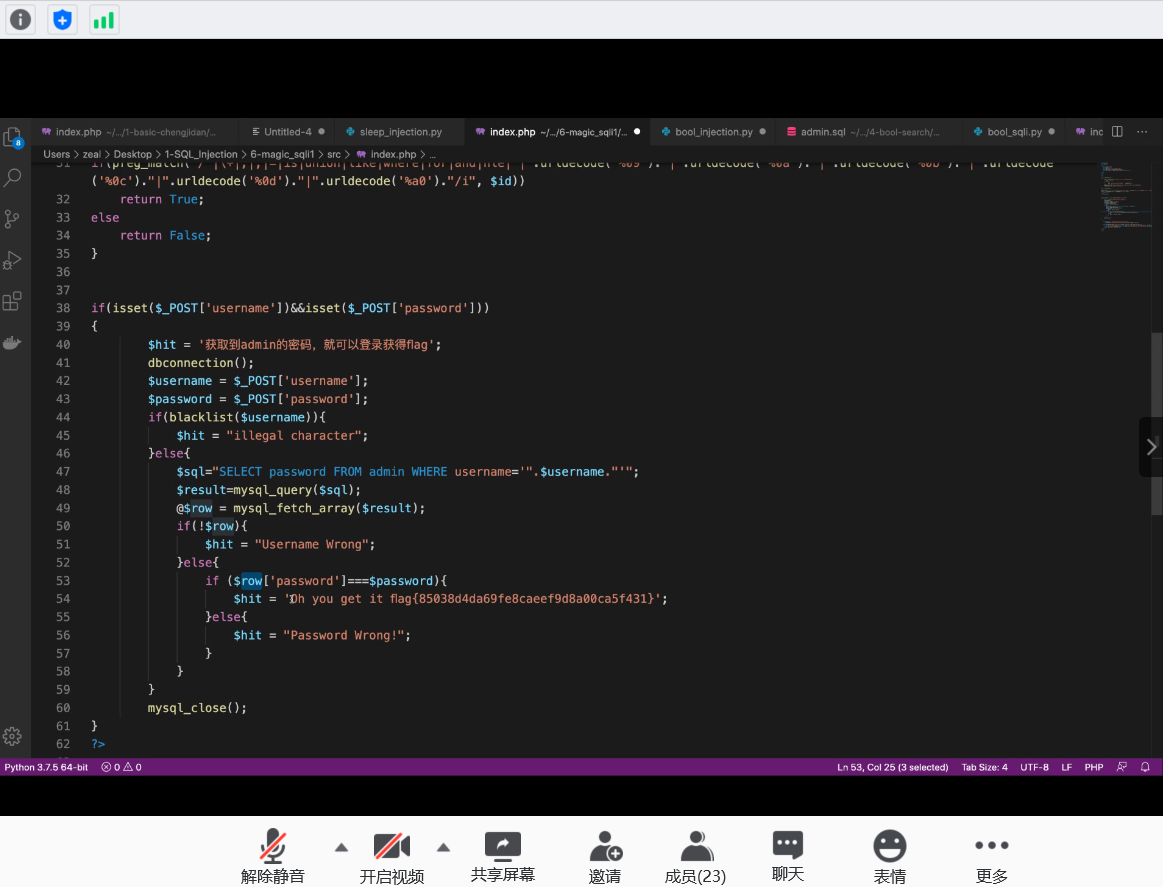 index.php ~/.../1-basic-chengjidan/... Untitled-4 sleep_injection.py index.php ~/.../6-magic_sqli1/... bool_injection.py admin.sql ~/.../4-bool-search/... bool_sqli.py inc ...
8
Users > zeal > Desktop > 1-SQL_Injection > 6-magic_sqli1 > src > index.php > ...
('%0c')."|".urldecode('%0d')."|".urldecode('%a0')."/i", $id))
32 return True;
33 else
34 return False;
35 }
36
37
38 if(isset($_POST['username'])&&isset($_POST['password']))
39 {
40 $hit = '获取到admin的密码，就可以登录获得flag';
41 dbconnection();
42 $username = $_POST['username'];
43 $password = $_POST['password'];
44 if(blacklist($username)){
45 $hit = "illegal character";
46 }else{
47 $sql="SELECT password FROM admin WHERE username='".$username."'";
48 $result=mysql_query($sql);
49 @$row = mysql_fetch_array($result);
50 if(!$row){
51 $hit = "Username Wrong";
52 }else{
53 if ($row['password']===$password){
54 $hit = 'Oh you get it flag{85038d4da69fe8caeef9d8a00ca5f431}';
55 }else{
56 $hit = "Password Wrong!";
57 }
58 }
59 }
60 mysql_close();
61 }
62 ?>
Python 3.7.5 64-bit 0 0 Ln 53, Col 25 (3 selected) Tab Size: 4 UTF-8 LF PHP
解除静音 开启视频 共享屏幕 邀请 成员(23) 聊天 表情 更多